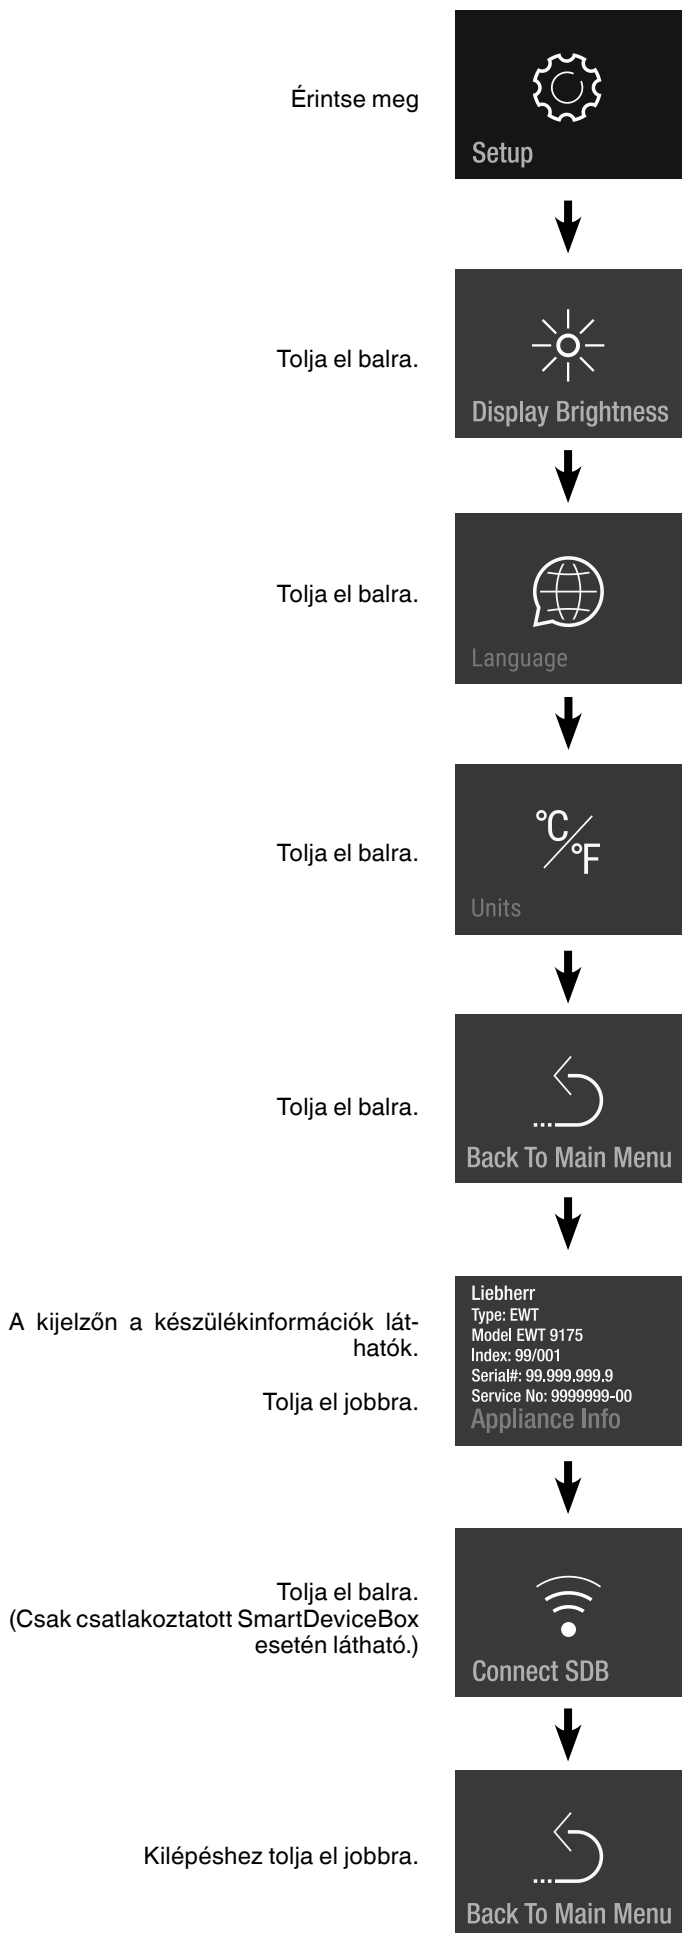 Érintse meg
Setup
Tolja el balra.
Display Brightness
Tolja el balra.
Language
Tolja el balra.
°C/°F
Units
Tolja el balra.
Back To Main Menu
A kijelzőn a készülékinformációk lát-
hatók.
Tolja el jobbra.
Liebherr
Type: EWT
Model EWT 9175
Index: 99/001
Serial#: 99.999.999.9
Service No: 9999999-00
Appliance Info
Tolja el balra.
(Csak csatlakoztatott SmartDeviceBox
esetén látható.)
Connect SDB
Kilépéshez tolja el jobbra.
Back To Main Menu